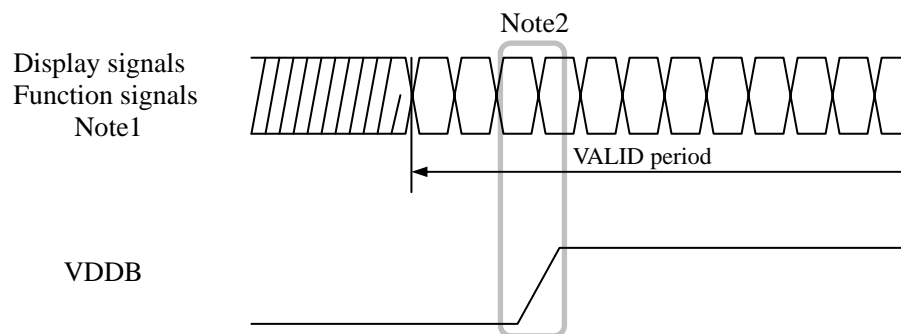 Note2
Display signals
Function signals
Note1
VALID period
VDDB